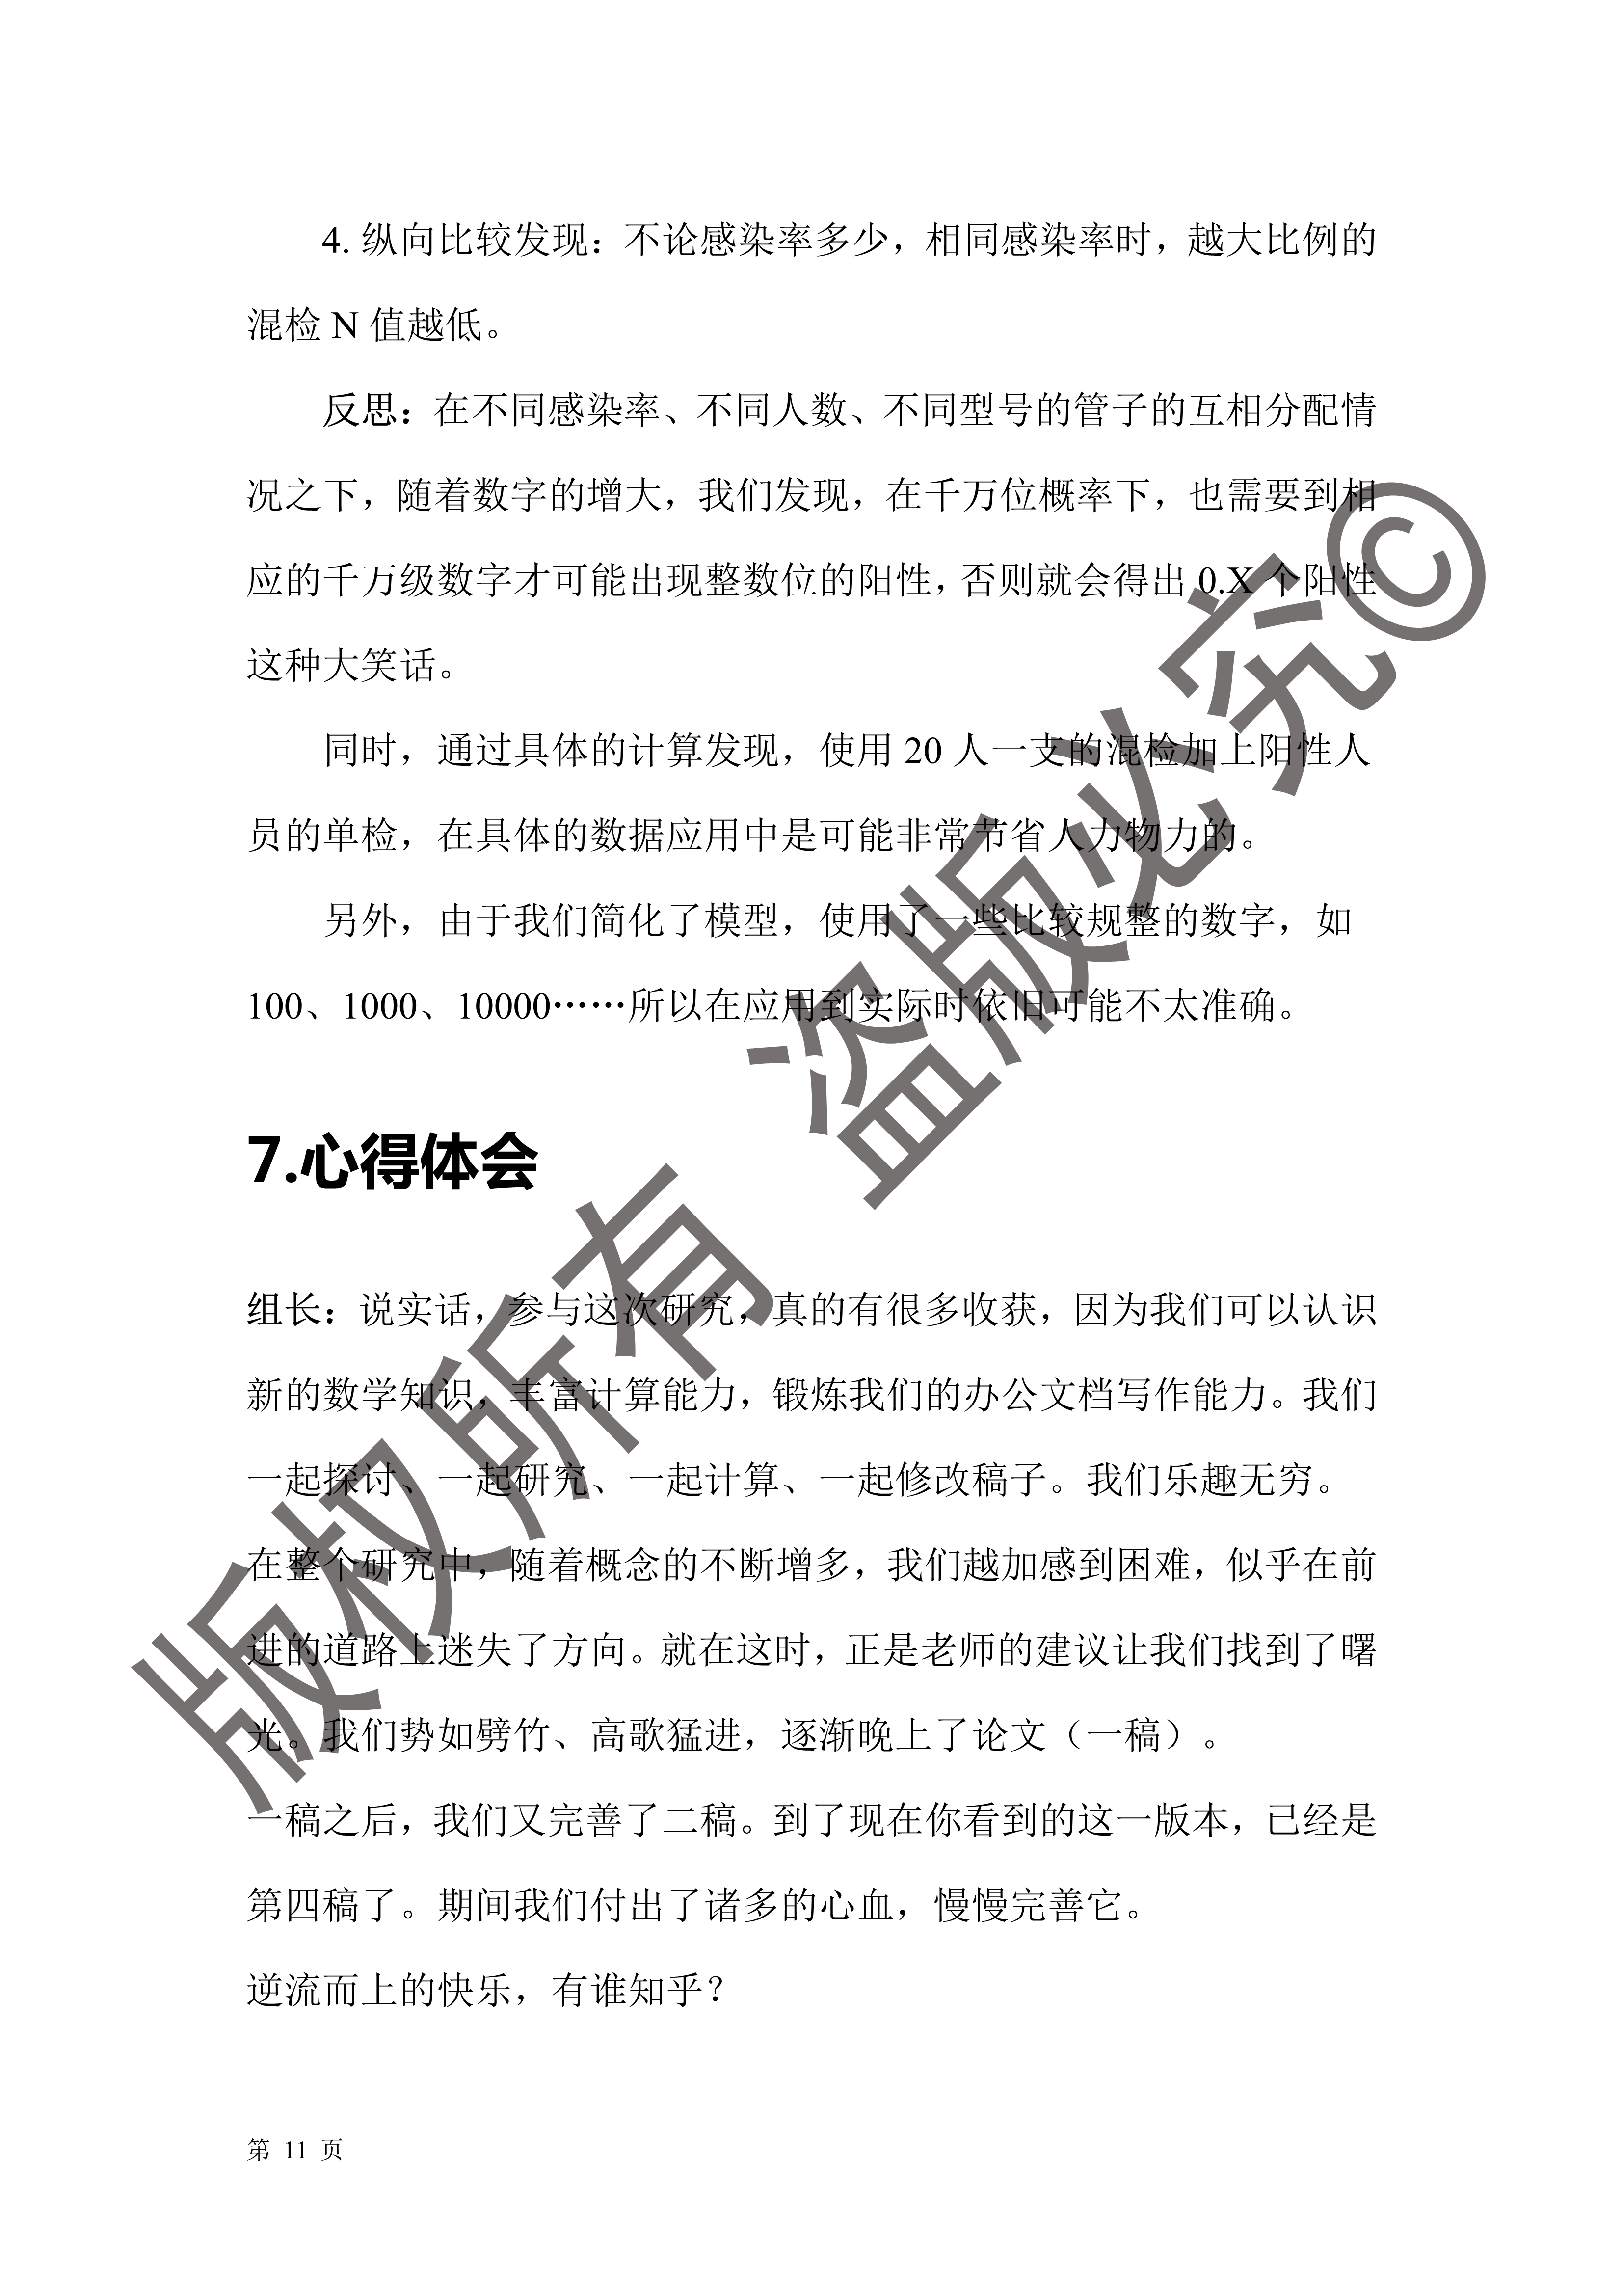 4. 纵向比较发现：不论感染率多少，相同感染率时，越大比例的
混检 N 值越低。
反思：在不同感染率、不同人数、不同型号的管子的互相分配情
况之下，随着数字的增大，我们发现，在千万位概率下，也需要到相
应的千万级数字才可能出现整数位的阳性，否则就会得出 0.X 个阳性
这种大笑话。
同时，通过具体的计算发现，使用 20 人一支的混检加上阳性人
员的单检，在具体的数据应用中是可能非常节省人力物力的。
另外，由于我们简化了模型，使用了一些比较规整的数字，如
100、1000、10000……所以在应用到实际时依旧可能不太准确。
7.心得体会
组长：说实话，参与这次研究，真的有很多收获，因为我们可以认识
新的数学知识，丰富计算能力，锻炼我们的办公文档写作能力。我们
一起探讨、一起研究、一起计算、一起修改稿子。我们乐趣无穷。
在整个研究中，随着概念的不断增多，我们越加感到困难，似乎在前
进的道路上迷失了方向。就在这时，正是老师的建议让我们找到了曙
光。我们势如劈竹、高歌猛进，逐渐晚上了论文（一稿）。
一稿之后，我们又完善了二稿。到了现在你看到的这一版本，已经是
第四稿了。期间我们付出了诸多的心血，慢慢完善它。
逆流而上的快乐，有谁知乎？
第 11 页
版权所有 盗版必究©